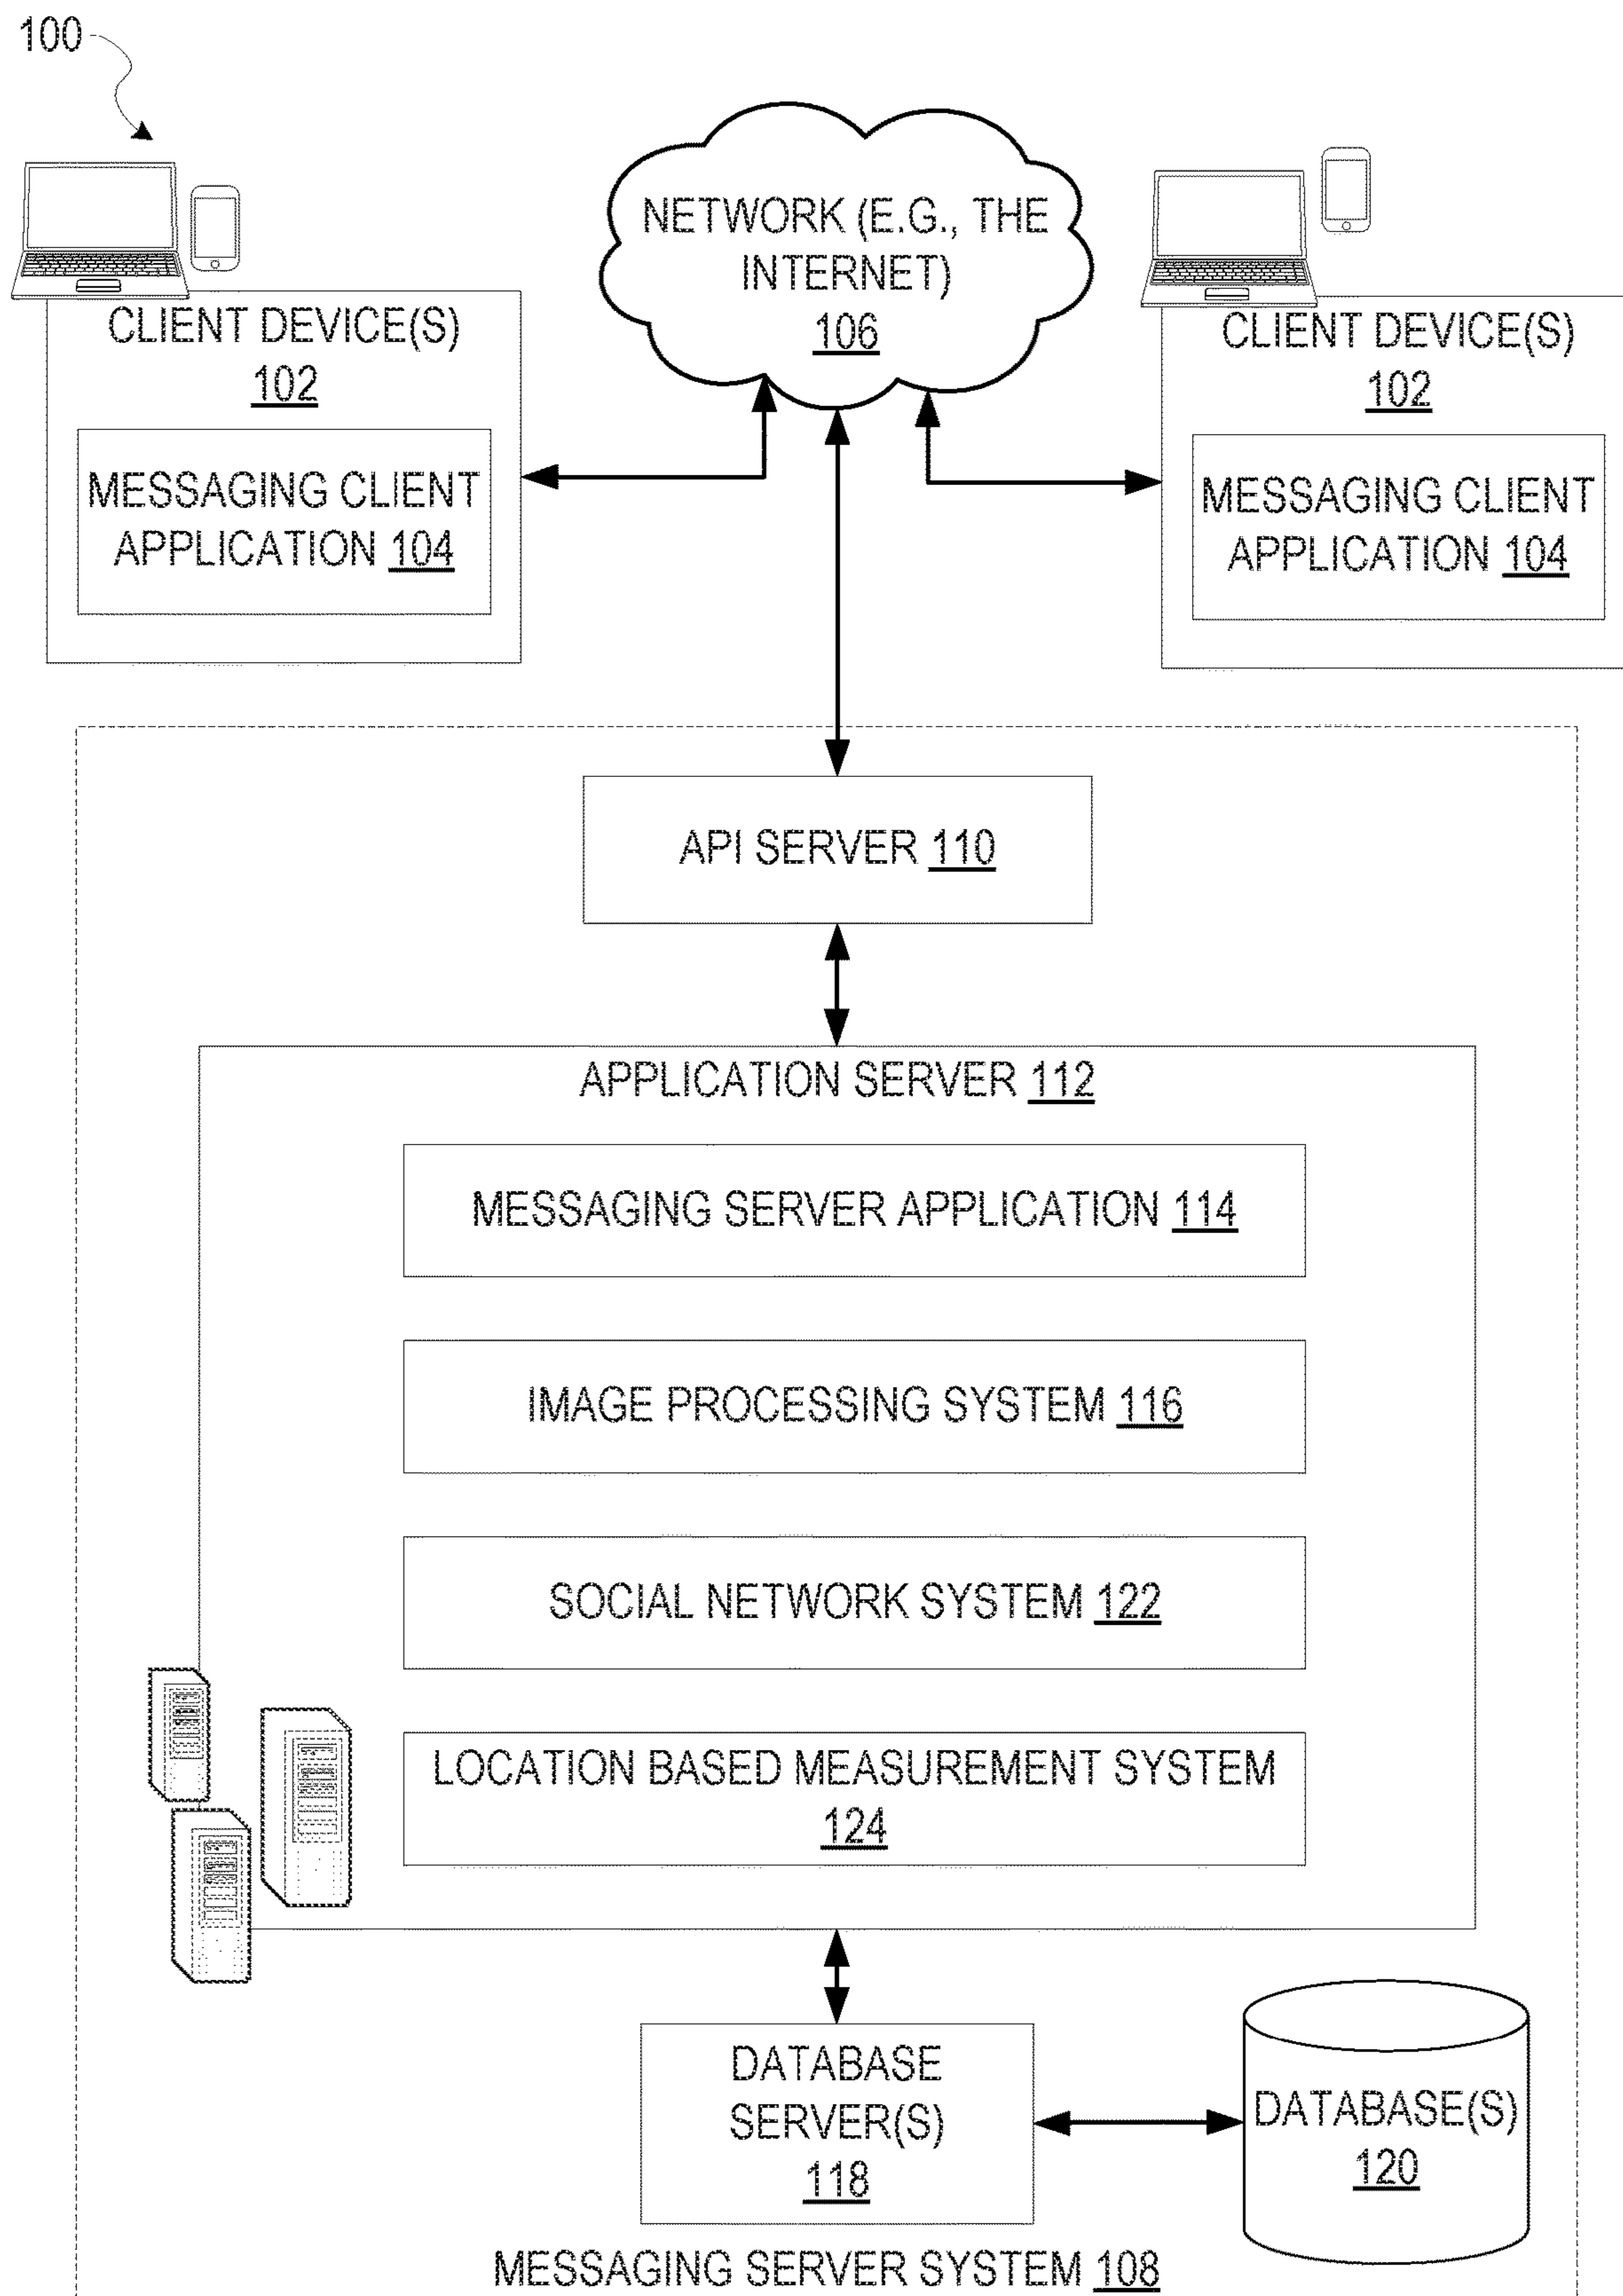 100
NETWORK (E.G., THE
INTERNET)
106
CLIENT DEVICE(S)
102
MESSAGING CLIENT
APPLICATION 104
CLIENT DEVICE(S)
102
MESSAGING CLIENT
APPLICATION 104
API SERVER 110
APPLICATION SERVER 112
MESSAGING SERVER APPLICATION 114
IMAGE PROCESSING SYSTEM 116
SOCIAL NETWORK SYSTEM 122
LOCATION BASED MEASUREMENT SYSTEM
124
DATABASE
SERVER(S)
118
DATABASE(S)
120
MESSAGING SERVER SYSTEM 108